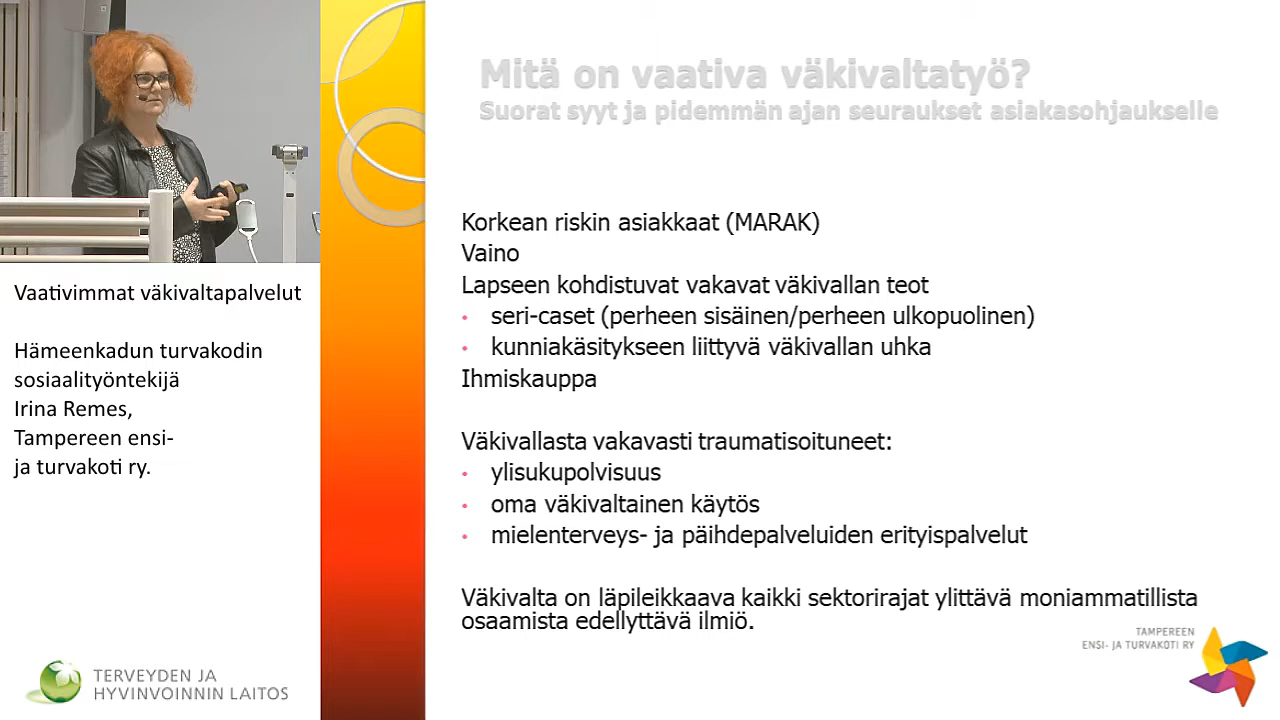 Mitä on vaativa väkivaltatyö?
Suorat syyt ja pidemmän ajan seuraukset asiakasohjaukselle
Korkean riskin asiakkaat (MARAK)
Vaino
Lapseen kohdistuvat vakavat väkivallan teot
• seri-caset (perheen sisäinen/perheen ulkopuolinen)
• kunniakäsitykseen liittyvä väkivallan uhka
Ihmiskauppa
Väkivallasta vakavasti traumatisoituneet:
• ylisukupolvisuus
• oma väkivaltainen käytös
• mielenterveys- ja päihdepalveluiden erityispalvelut
Väkivalta on läpileikkaava kaikki sektorirajat ylittävä moniammatillista
osaamista edellyttävä ilmiö.
TAMPEREEN
ENSI- JA TURVAKOTI RY
Vaativimmat väkivaltapalvelut
Hämeenkadun turvakodin
sosiaalityöntekijä
Irina Remes,
Tampereen ensi-
ja turvakoti ry.
TERVEYDEN JA
HYVINVOINNIN LAITOS